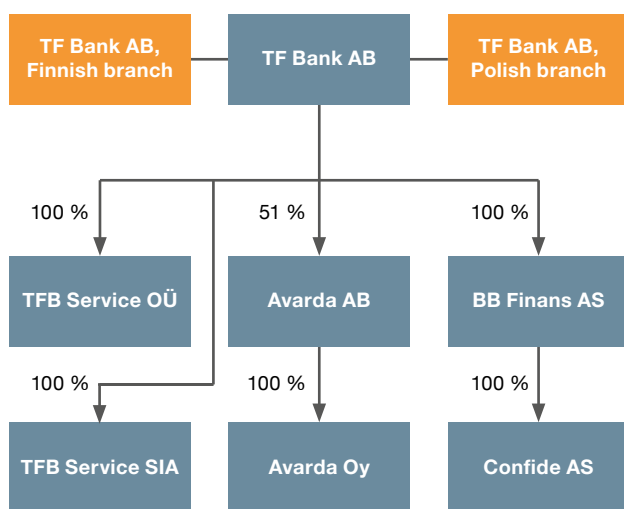 TF Bank AB,
Finnish branch
TF Bank AB
TF Bank AB,
Polish branch
100 %
51 %
100 %
TFB Service OÜ
Avarda AB
BB Finans AS
100 %
100 %
100 %
TFB Service SIA
Avarda Oy
Confide AS